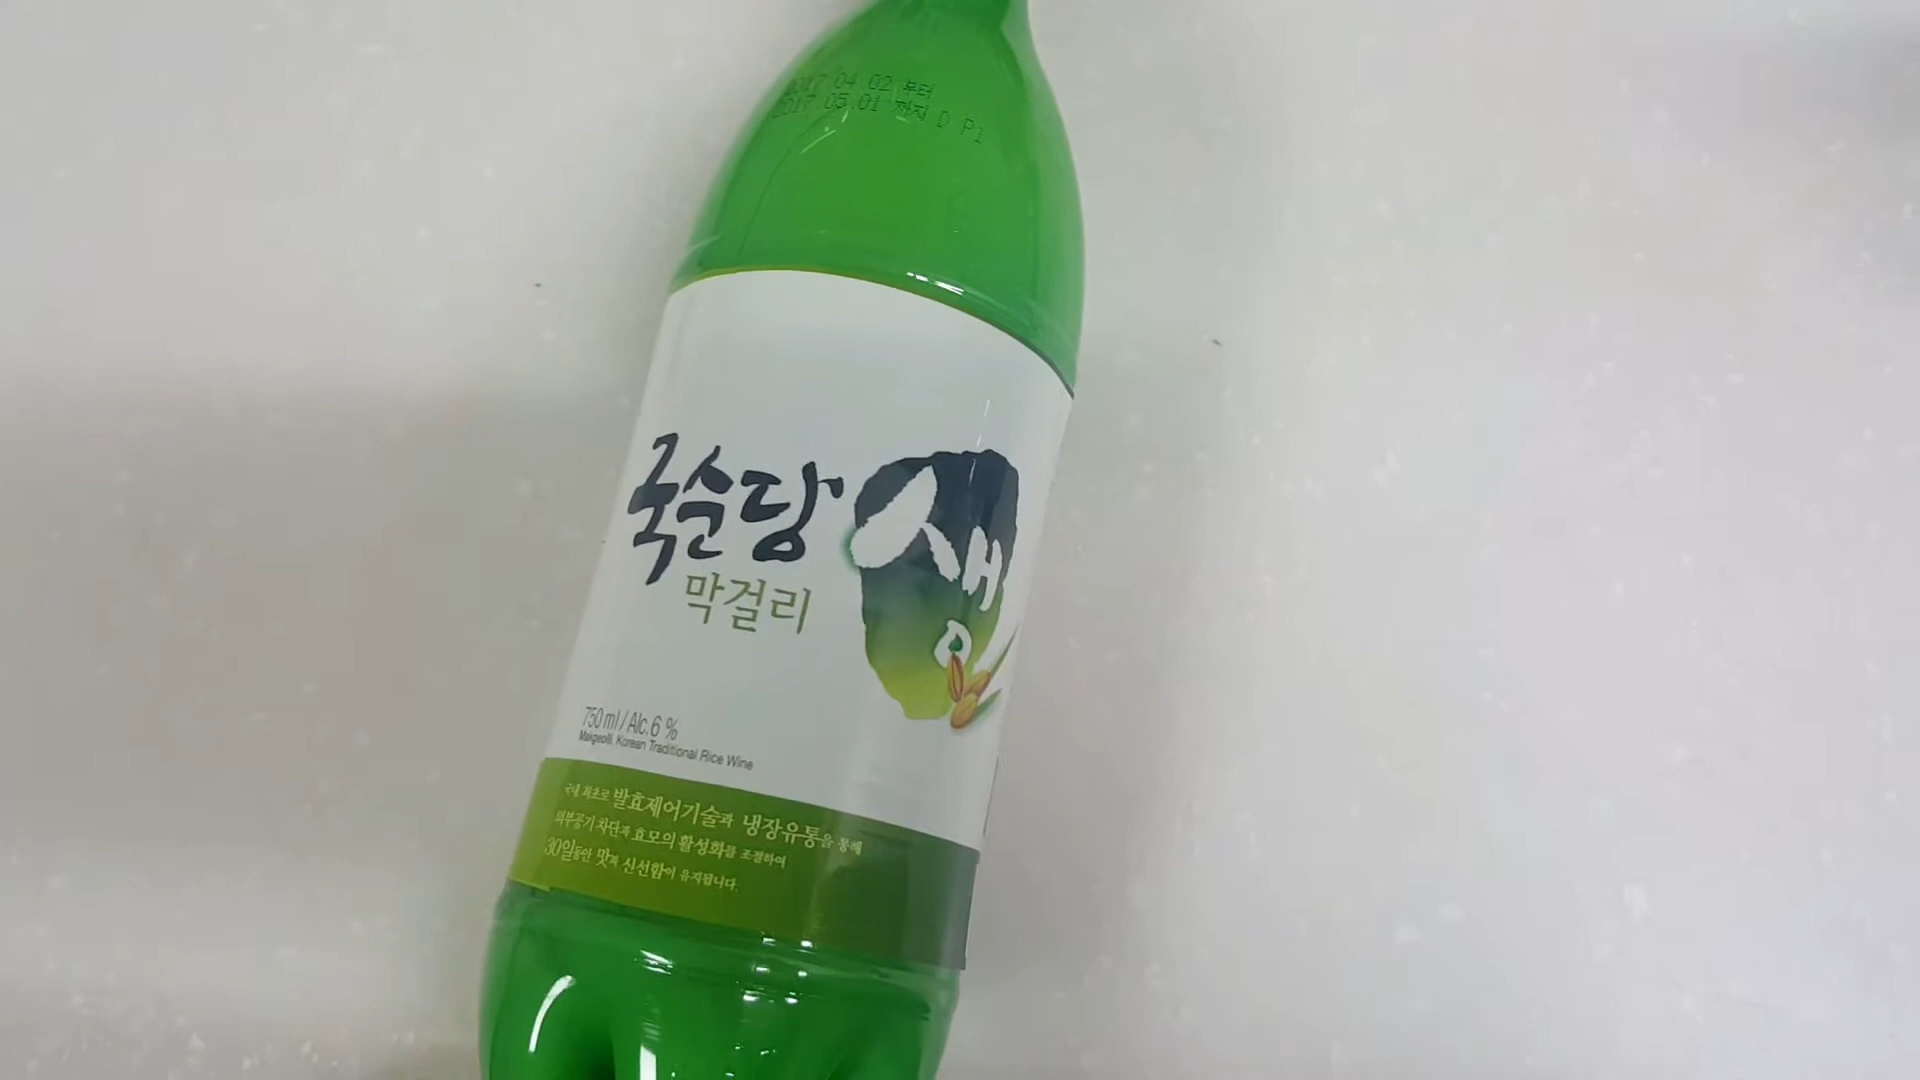 2017.04.02 부터
2017.05.01 까지 D P1
국순당 생
막걸리
750 ml / Alc.6 %
Makgeolli, Korean Traditional Rice Wine
국내 최초로 발효제어기술과 냉장유통을 통해
외부공기 차단과 효모의 활성화를 조절하여
30일동안 맛과 신선함이 유지됩니다.